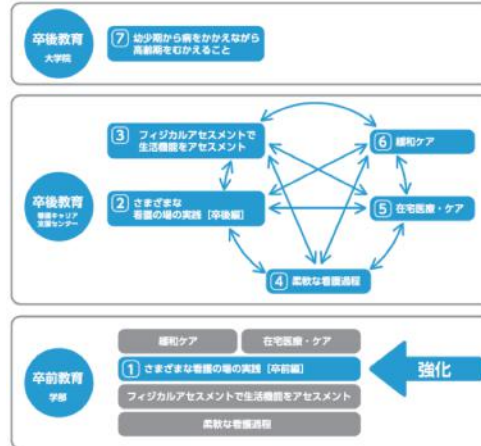 卒後教育
大学院
7 幼少期から病をかかえながら
高齢期をむかえること
卒後教育
看護キャリア
支援センター
3 フィジカルアセスメントで
生活機能をアセスメント
6 緩和ケア
2 さまざまな
看護の場の実践［卒後編］
5 在宅医療・ケア
4 柔軟な看護過程
卒前教育
学部
緩和ケア
在宅医療・ケア
1 さまざまな看護の場の実践［卒前編］
強化
フィジカルアセスメントで生活機能をアセスメント
柔軟な看護過程